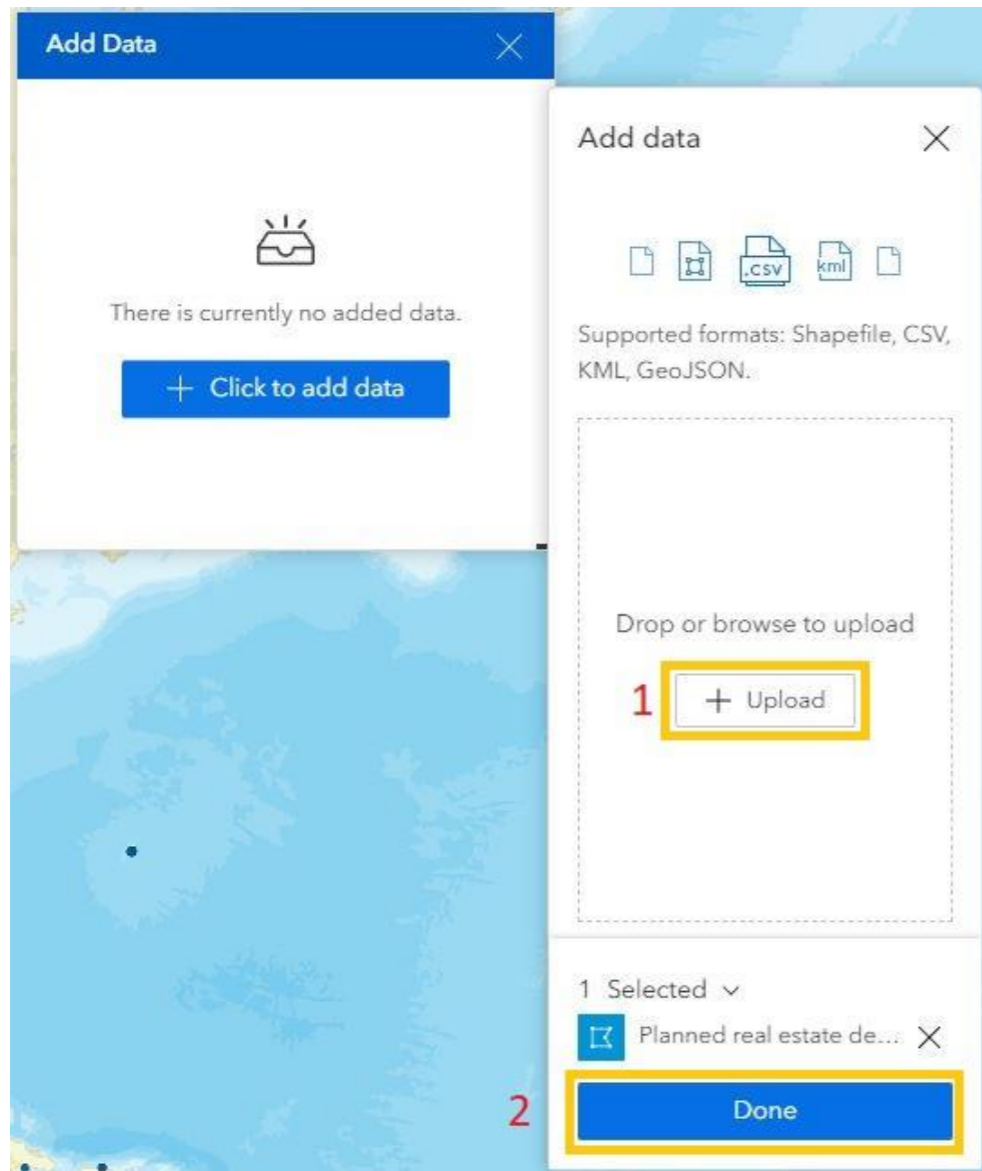 Add Data
There is currently no added data.
+ Click to add data
Add data
.csv
kml
Supported formats: Shapefile, CSV,
KML, GeoJSON.
Drop or browse to upload
1
+ Upload
1 Selected
Planned real estate de...
2
Done